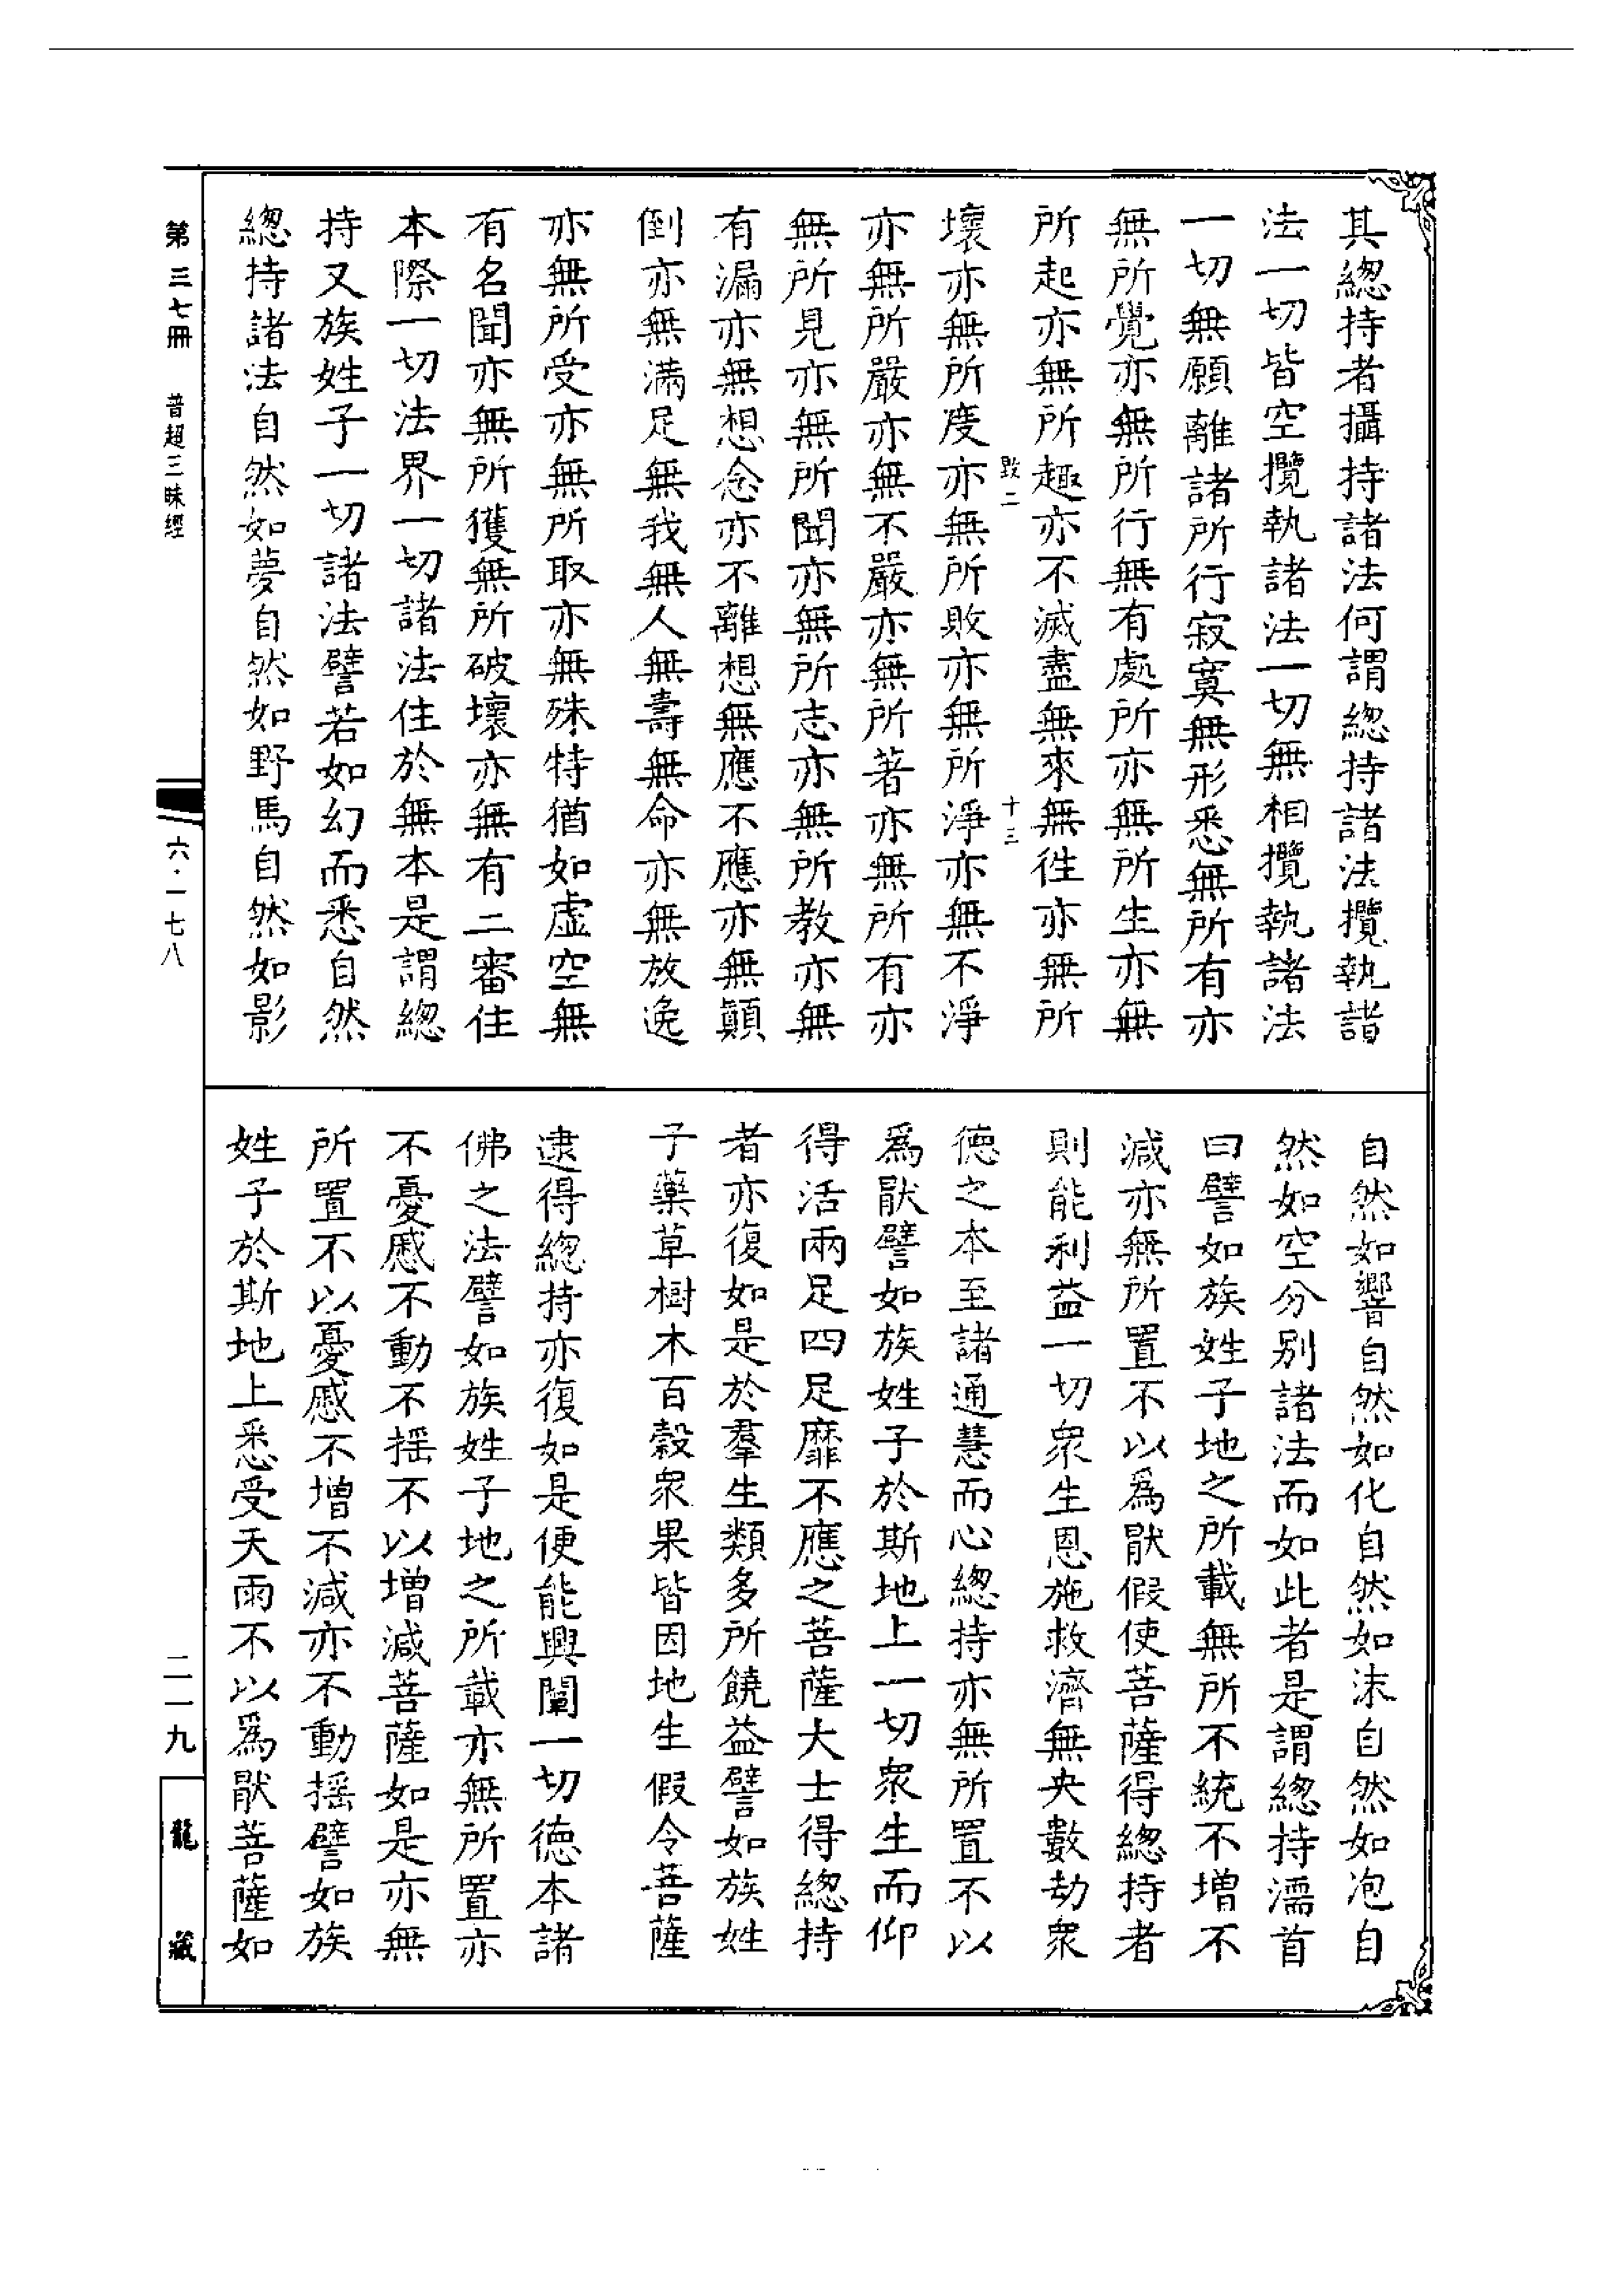 其緫持者攝持諸法何謂緫持諸法攬執諸
法一切皆空攬執諸法一切無相攬執諸法
一切無願離諸所行寂寞無形悉無所有亦
無所覺亦無所行無有處所亦無所生亦無
所起亦無所趣亦不滅盡無來無徃亦無所
十三
壞亦無所度亦無所敗亦無所淨亦無不淨
亦無所嚴亦無不嚴亦無所著亦無所有亦
無所見亦無所聞亦無所志亦無所教亦無
有漏亦無想念亦不離想無應不應亦無顛
倒亦無滿足無我無人無壽無命亦無放逸
亦無所受亦無所取亦無殊特猶如虛空無
有名聞亦無所獲無所破壞亦無有二審住
本際一切法界一切諸法住於無本是謂緫
持又族姓子一切諸法譬若如幻而悉自然
緫持諸法自然如夢自然如野馬自然如影
自然如響自然如化自然如沫自然如泡自
然如空分别諸法而如此者是謂緫持濡首
曰譬如族姓子地之所載無所不統不增不
減亦無所置不以爲猒假使菩薩得緫持者
則能利益一切衆生恩施救濟無央數劫衆
德之本至諸通慧而心緫持亦無所置不以
爲猒譬如族姓子於斯地上一切衆生而仰
得活兩足四足靡不應之菩薩大士得緫持
者亦復如是於羣生類多所饒益譬如族姓
子藥草樹木百穀衆果皆因地生假令菩薩
逮得緫持亦復如是便能興闡一切德本諸
佛之法譬如族姓子地之所載亦無所置亦
不憂慼不動不揺不以增減菩薩如是亦無
所置不以憂慼不增不減亦不動揺譬如族
姓子於斯地上悉受天雨不以爲猒菩薩如
第三七冊
普超三昧經
六·一七八
二一九
龍藏